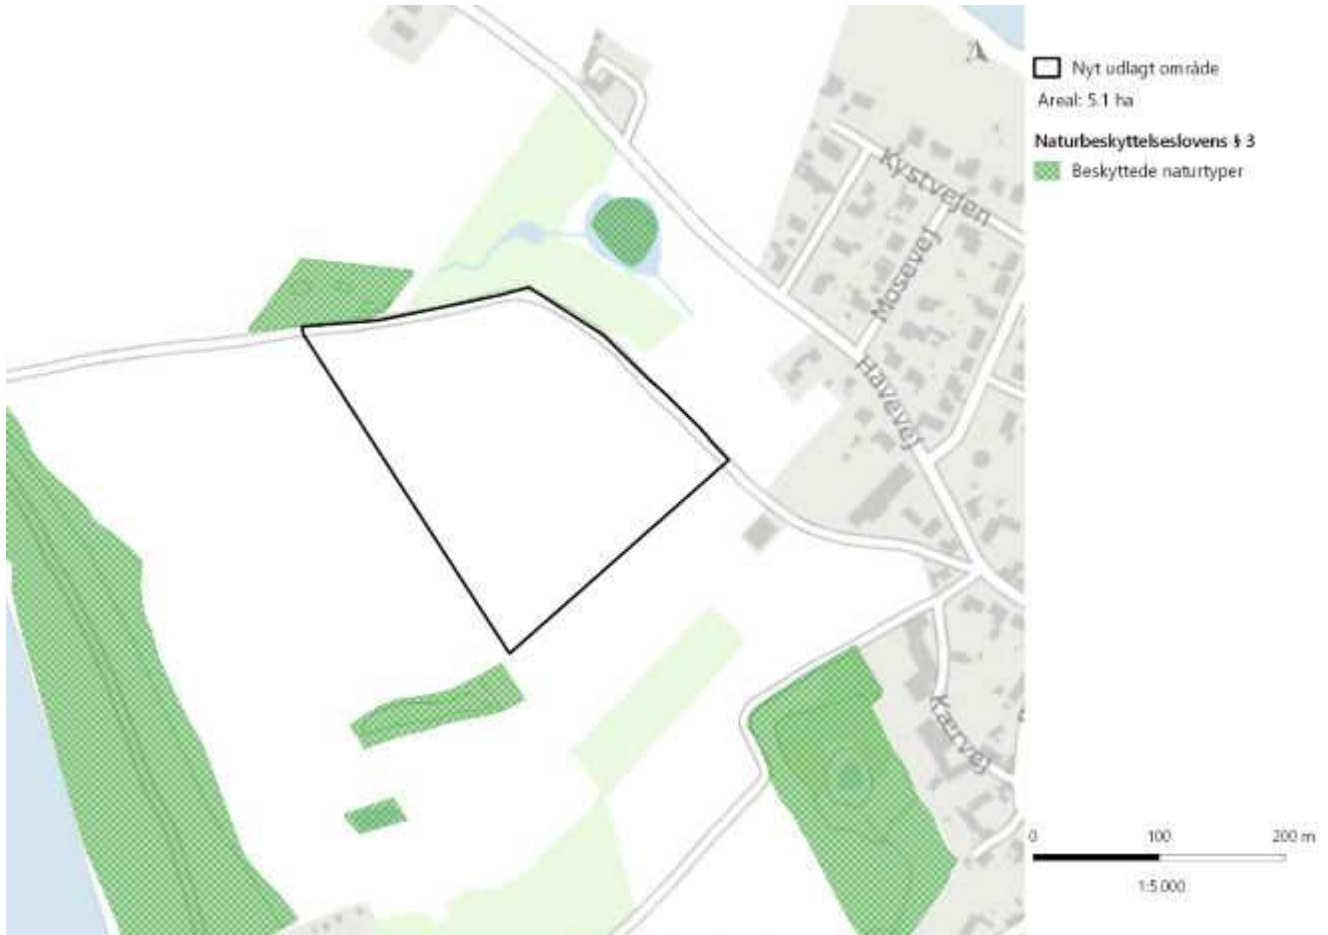 Nyt udlagt område
Areal: 5.1 ha
Naturbeskyttelseslovens § 3
Beskyttede naturtyper
Kystvejen
Mosevej
Havevej
Kærvej
0 100 200 m
1:5 000